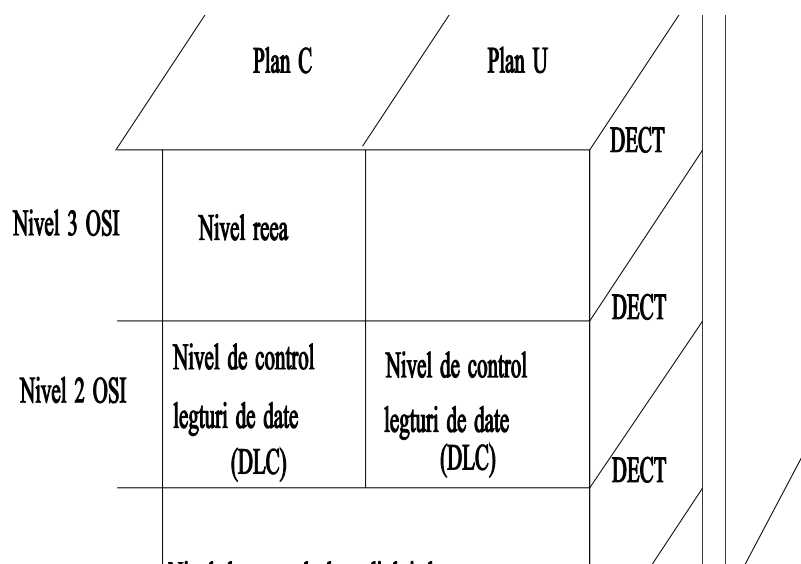 Plan C
Plan U
DECT
Nivel 3 OSI
Nivel reea
DECT
Nivel de control
legturi de date
(DLC)
Nivel de control
legturi de date
(DLC)
Nivel 2 OSI
DECT